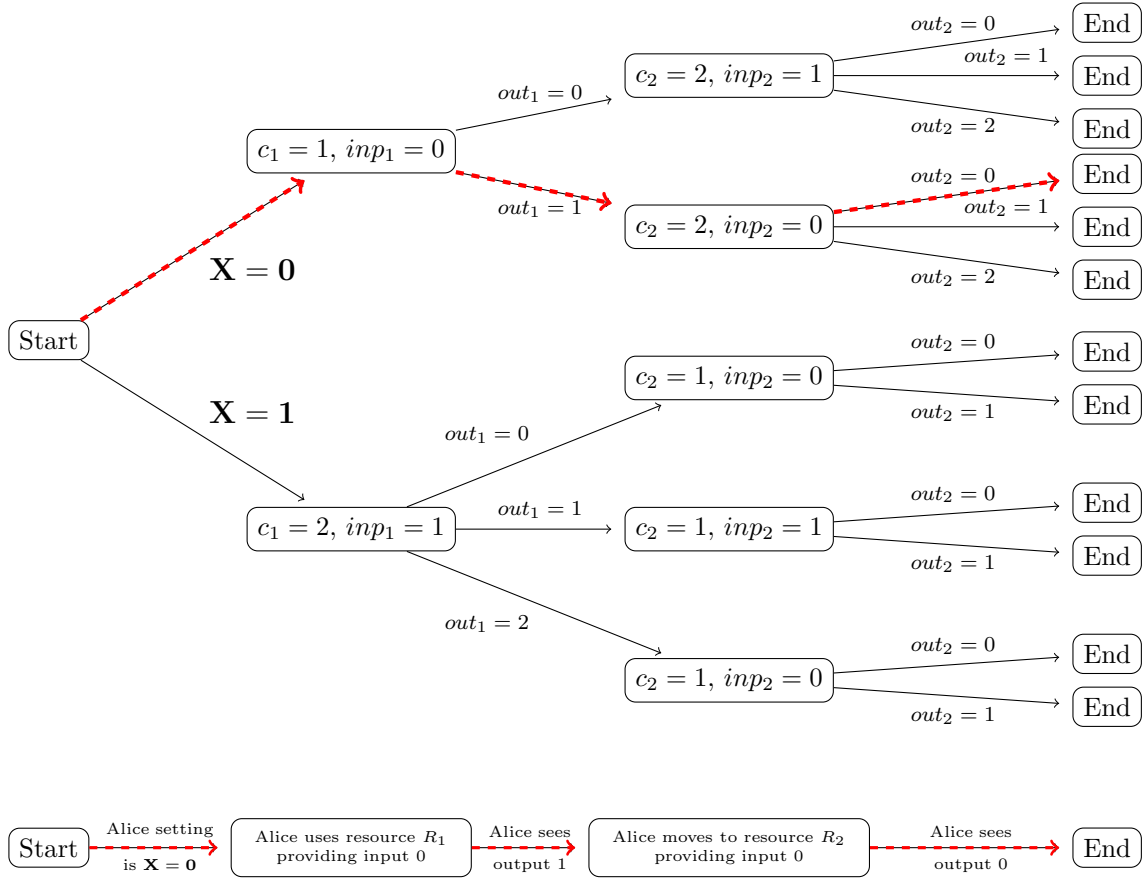 out₂ = 0
End
out₂ = 1
c₂ = 2, inp₂ = 1
End
out₁ = 0
out₂ = 2
End
c₁ = 1, inp₁ = 0
out₂ = 0
End
out₁ = 1
out₂ = 1
c₂ = 2, inp₂ = 0
End
X = 0
out₂ = 2
End
Start
out₂ = 0
End
c₂ = 1, inp₂ = 0
X = 1
out₂ = 1
End
out₁ = 0
out₂ = 0
End
out₁ = 1
c₁ = 2, inp₁ = 1
c₂ = 1, inp₂ = 1
out₂ = 1
End
out₁ = 2
out₂ = 0
End
c₂ = 1, inp₂ = 0
out₂ = 1
End
Start
Alice setting
is X = 0
Alice uses resource R₁
providing input 0
Alice sees
output 1
Alice moves to resource R₂
providing input 0
Alice sees
output 0
End